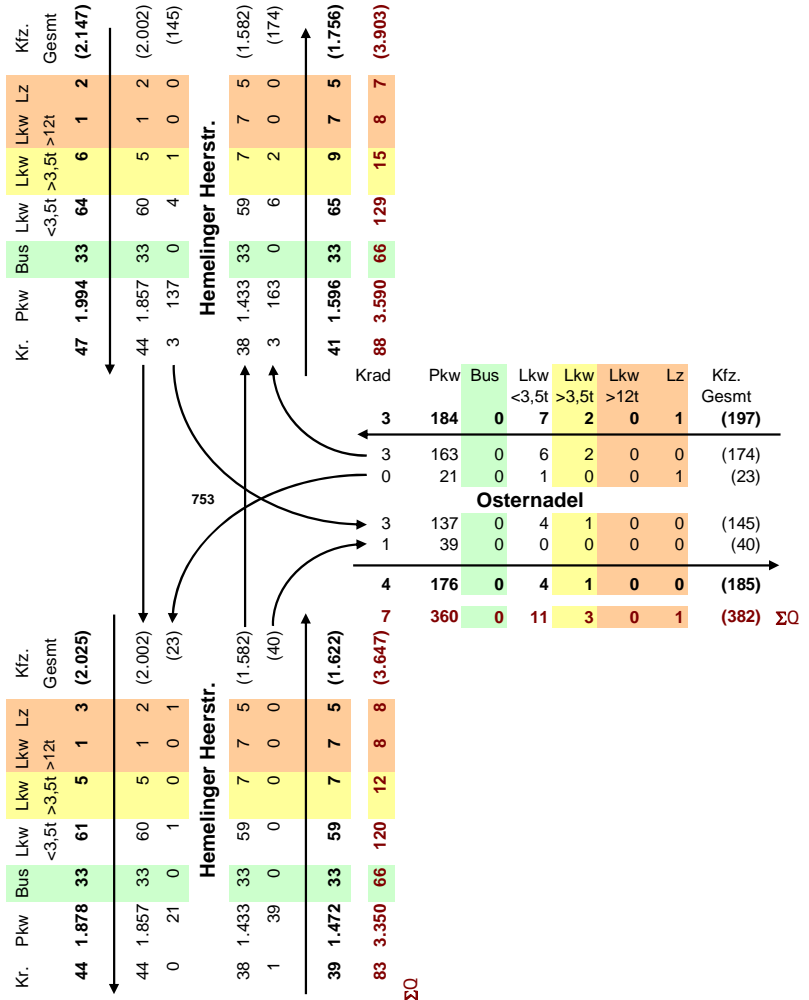 Kr. Pkw Bus Lkw Lkw Lkw Lz Kfz.
<3,5t >3,5t >12t Gesmt
47 1.994 33 64 6 1 2 (2.147)
44 1.857 33 60 5 1 2 (2.002)
3 137 0 4 1 0 0 (145)
Hemelinger Heerstr.
38 1.433 33 59 7 7 5 (1.582)
3 163 0 6 2 0 0 (174)
41 1.596 33 65 9 7 5 (1.756)
88 3.590 66 129 15 8 7 (3.903)
Krad Pkw Bus Lkw Lkw Lkw Lz Kfz.
<3,5t >3,5t >12t Gesmt
3 184 0 7 2 0 1 (197)
3 163 0 6 2 0 0 (174)
0 21 0 1 0 0 1 (23)
Osternadel
3 137 0 4 1 0 0 (145)
1 39 0 0 0 0 0 (40)
4 176 0 4 1 0 0 (185)
7 360 0 11 3 0 1 (382) ΣQ
753
Kr. Pkw Bus Lkw Lkw Lkw Lz Kfz.
<3,5t >3,5t >12t Gesmt
44 1.878 33 61 5 1 3 (2.025)
44 1.857 33 60 5 1 2 (2.002)
0 21 0 1 0 0 1 (23)
Hemelinger Heerstr.
38 1.433 33 59 7 7 5 (1.582)
1 39 0 0 0 0 0 (40)
39 1.472 33 59 7 7 5 (1.622)
83 3.350 66 120 12 8 8 (3.647)
ΣQ